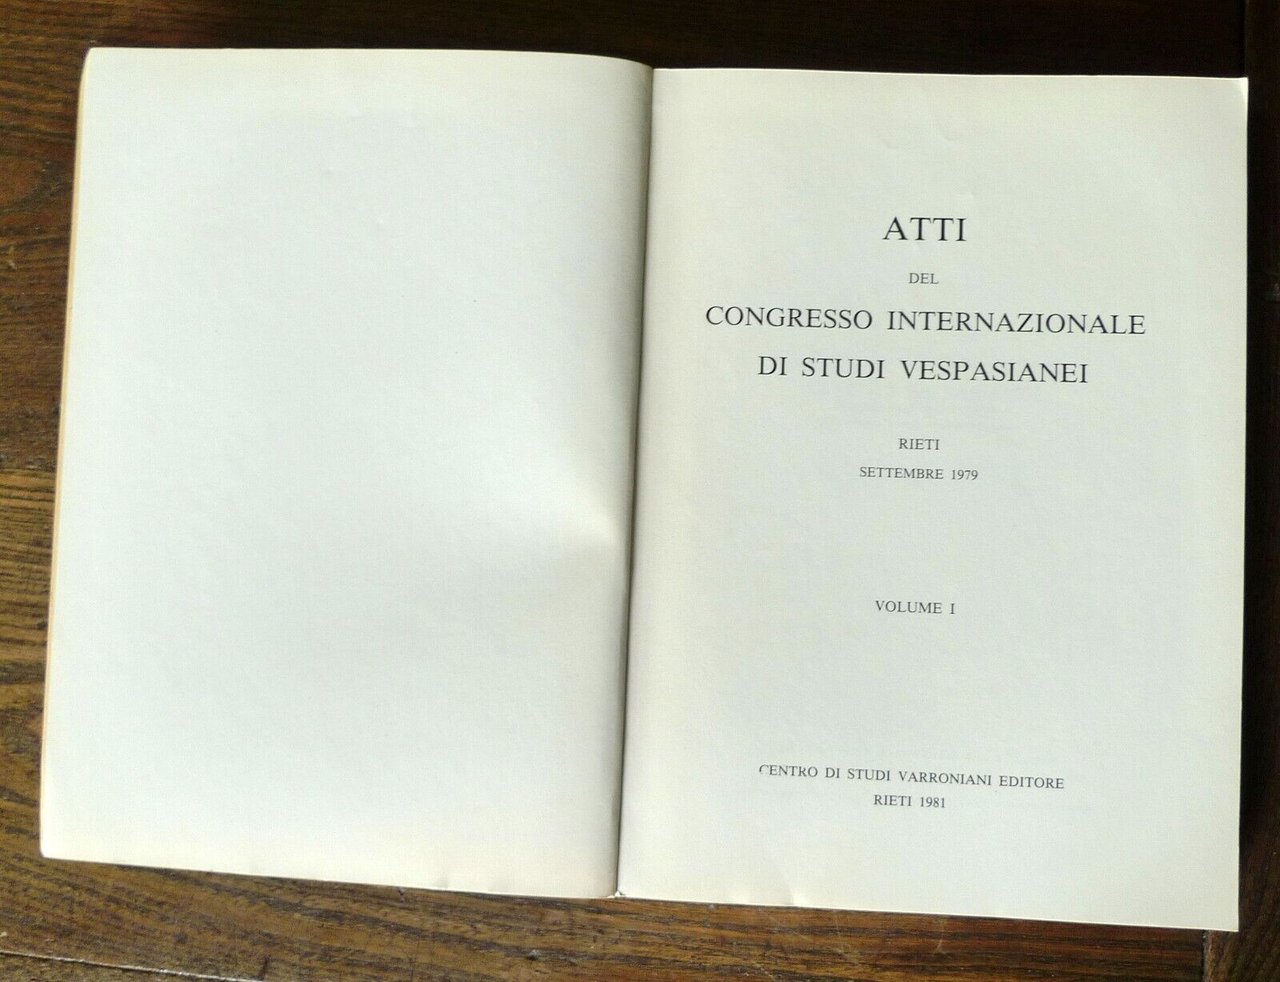 ATTI
DEL
CONGRESSO INTERNAZIONALE
DI STUDI VESPASIANEI
RIETI
SETTEMBRE 1979
VOLUME I
CENTRO DI STUDI VARRONIANI EDITORE
RIETI 1981